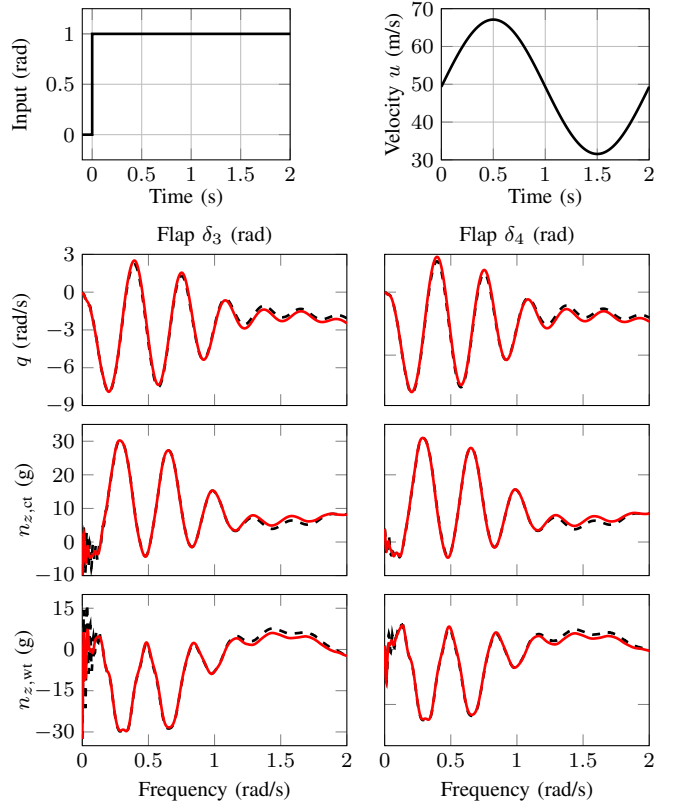 Input (rad)
1
0.5
0
0 0.5 1 1.5 2
Time (s)
Velocity u (m/s)
70
60
50
40
30
0 0.5 1 1.5 2
Time (s)
Flap δ3 (rad)
Flap δ4 (rad)
q (rad/s)
3
0
−3
−6
−9
n_z,ct (g)
30
20
10
0
−10
n_z,wt (g)
15
0
−15
−30
0 0.5 1 1.5 2
Frequency (rad/s)
0 0.5 1 1.5 2
Frequency (rad/s)